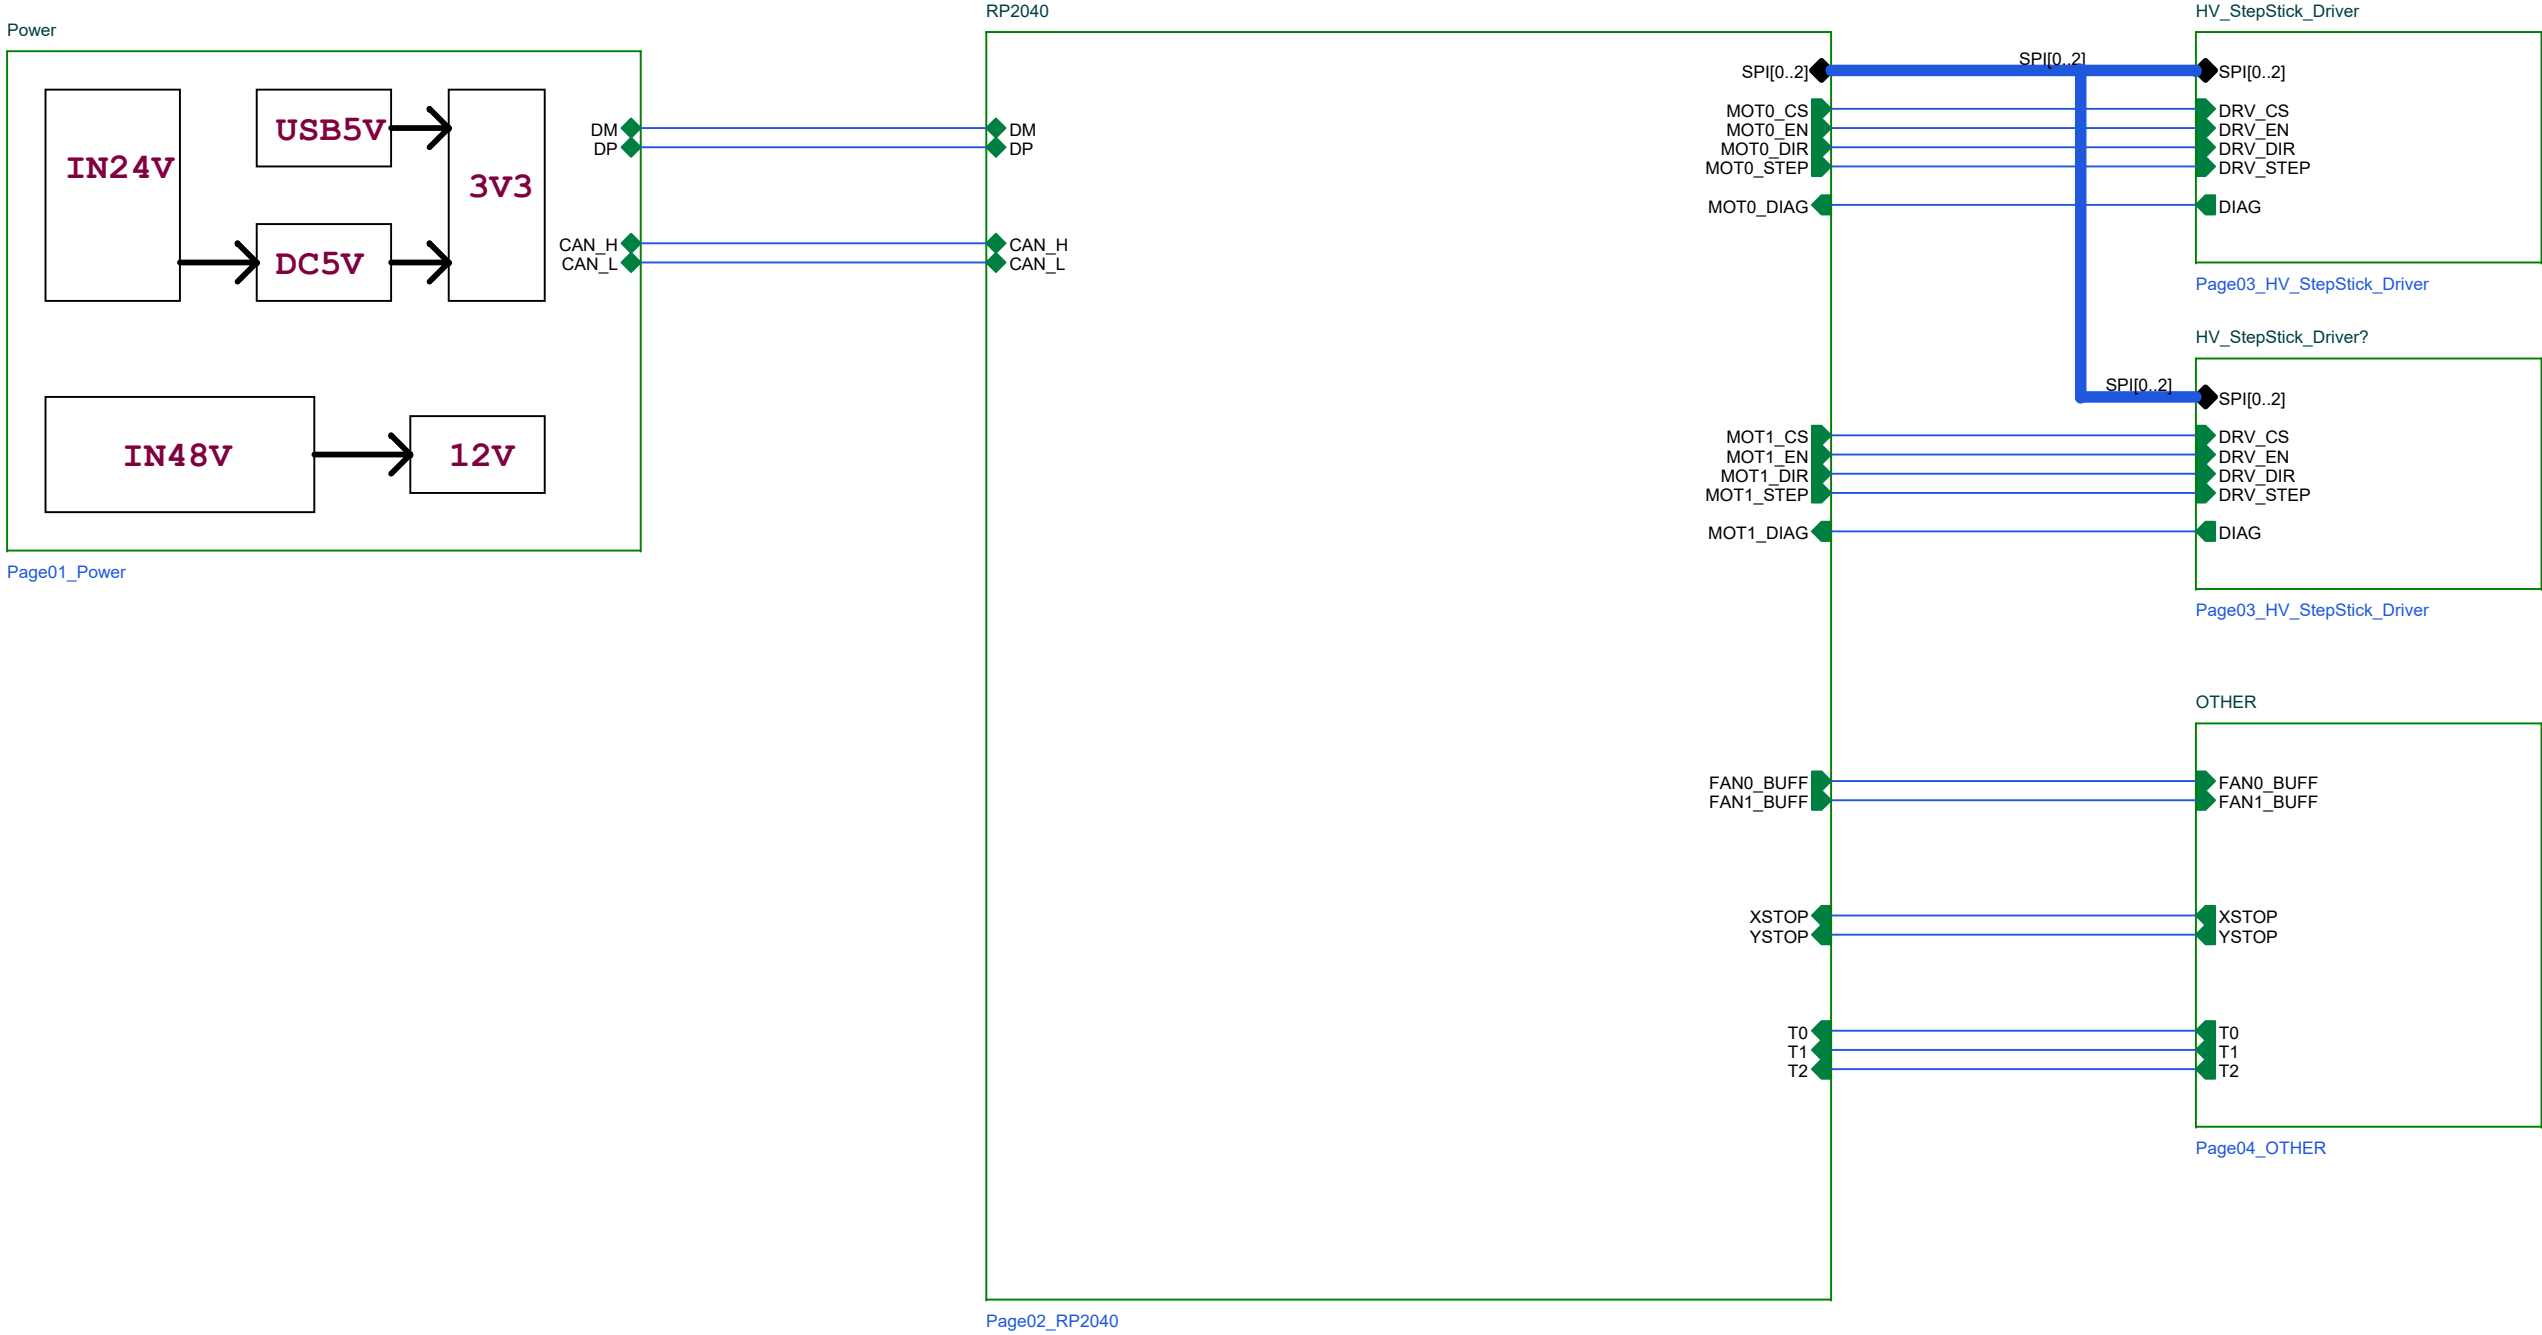 Power
IN24V
USB5V
3V3
DC5V
IN48V
12V
DM
DP
CAN_H
CAN_L
Page01_Power
RP2040
DM
DP
CAN_H
CAN_L
SPI[0..2]
MOT0_CS
MOT0_EN
MOT0_DIR
MOT0_STEP
MOT0_DIAG
MOT1_CS
MOT1_EN
MOT1_DIR
MOT1_STEP
MOT1_DIAG
FAN0_BUFF
FAN1_BUFF
XSTOP
YSTOP
T0
T1
T2
Page02_RP2040
SPI[0..2]
SPI[0..2]
HV_StepStick_Driver
SPI[0..2]
DRV_CS
DRV_EN
DRV_DIR
DRV_STEP
DIAG
Page03_HV_StepStick_Driver
HV_StepStick_Driver?
SPI[0..2]
DRV_CS
DRV_EN
DRV_DIR
DRV_STEP
DIAG
Page03_HV_StepStick_Driver
OTHER
FAN0_BUFF
FAN1_BUFF
XSTOP
YSTOP
T0
T1
T2
Page04_OTHER